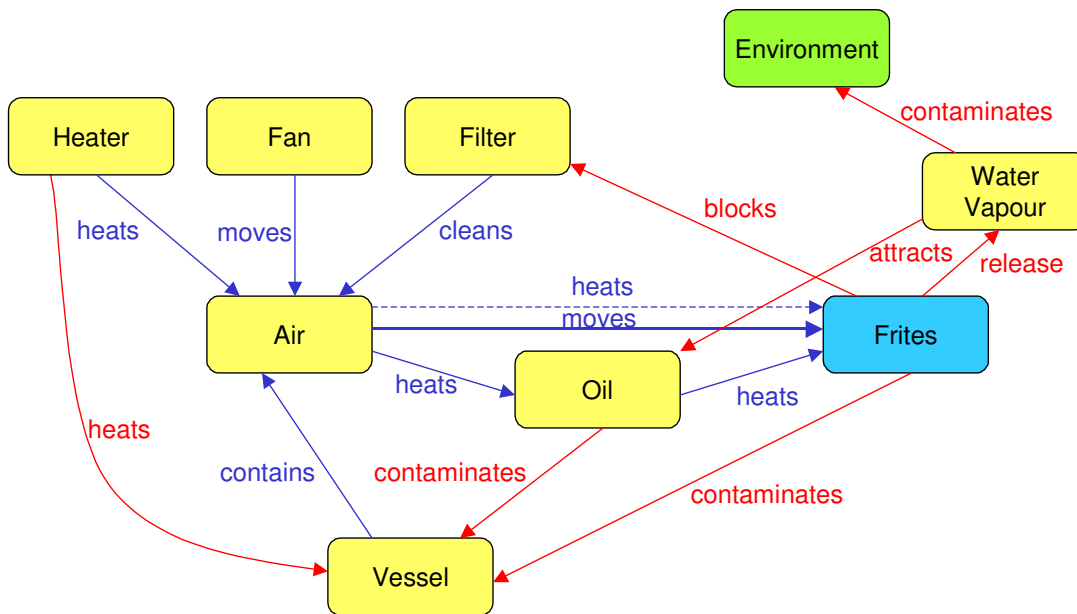 Environment
contaminates
Heater
Fan
Filter
Water
Vapour
blocks
heats
moves
cleans
attracts
release
heats
moves
Air
Frites
heats
Oil
heats
heats
contains
contaminates
contaminates
Vessel